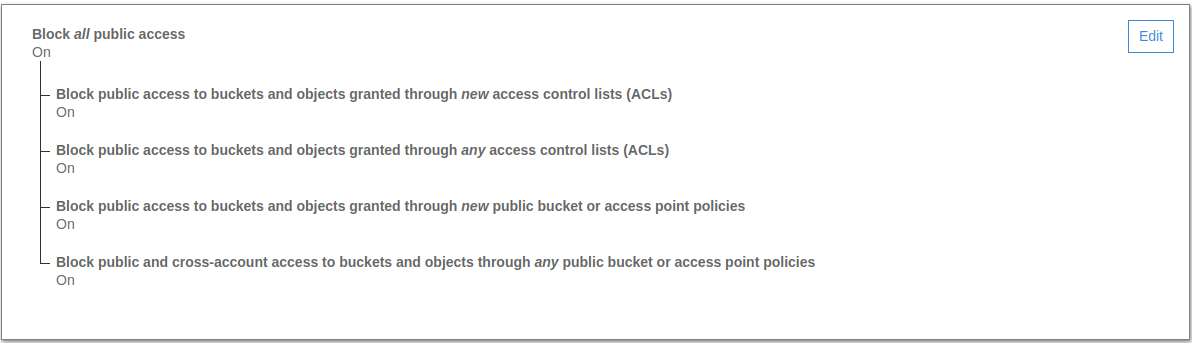 Block all public access
Edit
On
Block public access to buckets and objects granted through new access control lists (ACLs)
On
Block public access to buckets and objects granted through any access control lists (ACLs)
On
Block public access to buckets and objects granted through new public bucket or access point policies
On
Block public and cross-account access to buckets and objects through any public bucket or access point policies
On